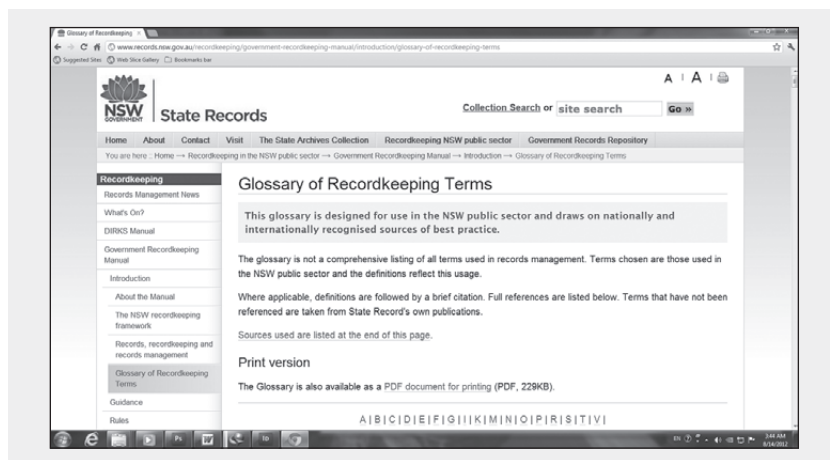 Glossary of Recordkeeping
www.records.nsw.gov.au/recordkeeping/government-recordkeeping-manual/introduction/glossary-of-recordkeeping-terms
Suggested Sites Web Slice Gallery Bookmarks bar
A | A |
NSW
GOVERNMENT
State Records
Collection Search or site search Go »
Home About Contact Visit The State Archives Collection Recordkeeping NSW public sector Government Records Repository
You are here :: Home → Recordkeeping in the NSW public sector → Government Recordkeeping Manual → Introduction → Glossary of Recordkeeping Terms
Recordkeeping
Records Management News
What's On?
DIRKS Manual
Government Recordkeeping
Manual
Introduction
About the Manual
The NSW recordkeeping
framework
Records, recordkeeping and
records management
Glossary of Recordkeeping
Terms
Guidance
Rules
Glossary of Recordkeeping Terms
This glossary is designed for use in the NSW public sector and draws on nationally and
internationally recognised sources of best practice.
The glossary is not a comprehensive listing of all terms used in records management. Terms chosen are those used in
the NSW public sector and the definitions reflect this usage.
Where applicable, definitions are followed by a brief citation. Full references are listed below. Terms that have not been
referenced are taken from State Record's own publications.
Sources used are listed at the end of this page.
Print version
The Glossary is also available as a PDF document for printing (PDF, 229KB).
A | B | C | D | E | F | G | I | K | M | N | O | P | R | S | T | V |
Ps W
EN
3:44 AM
8/14/2012